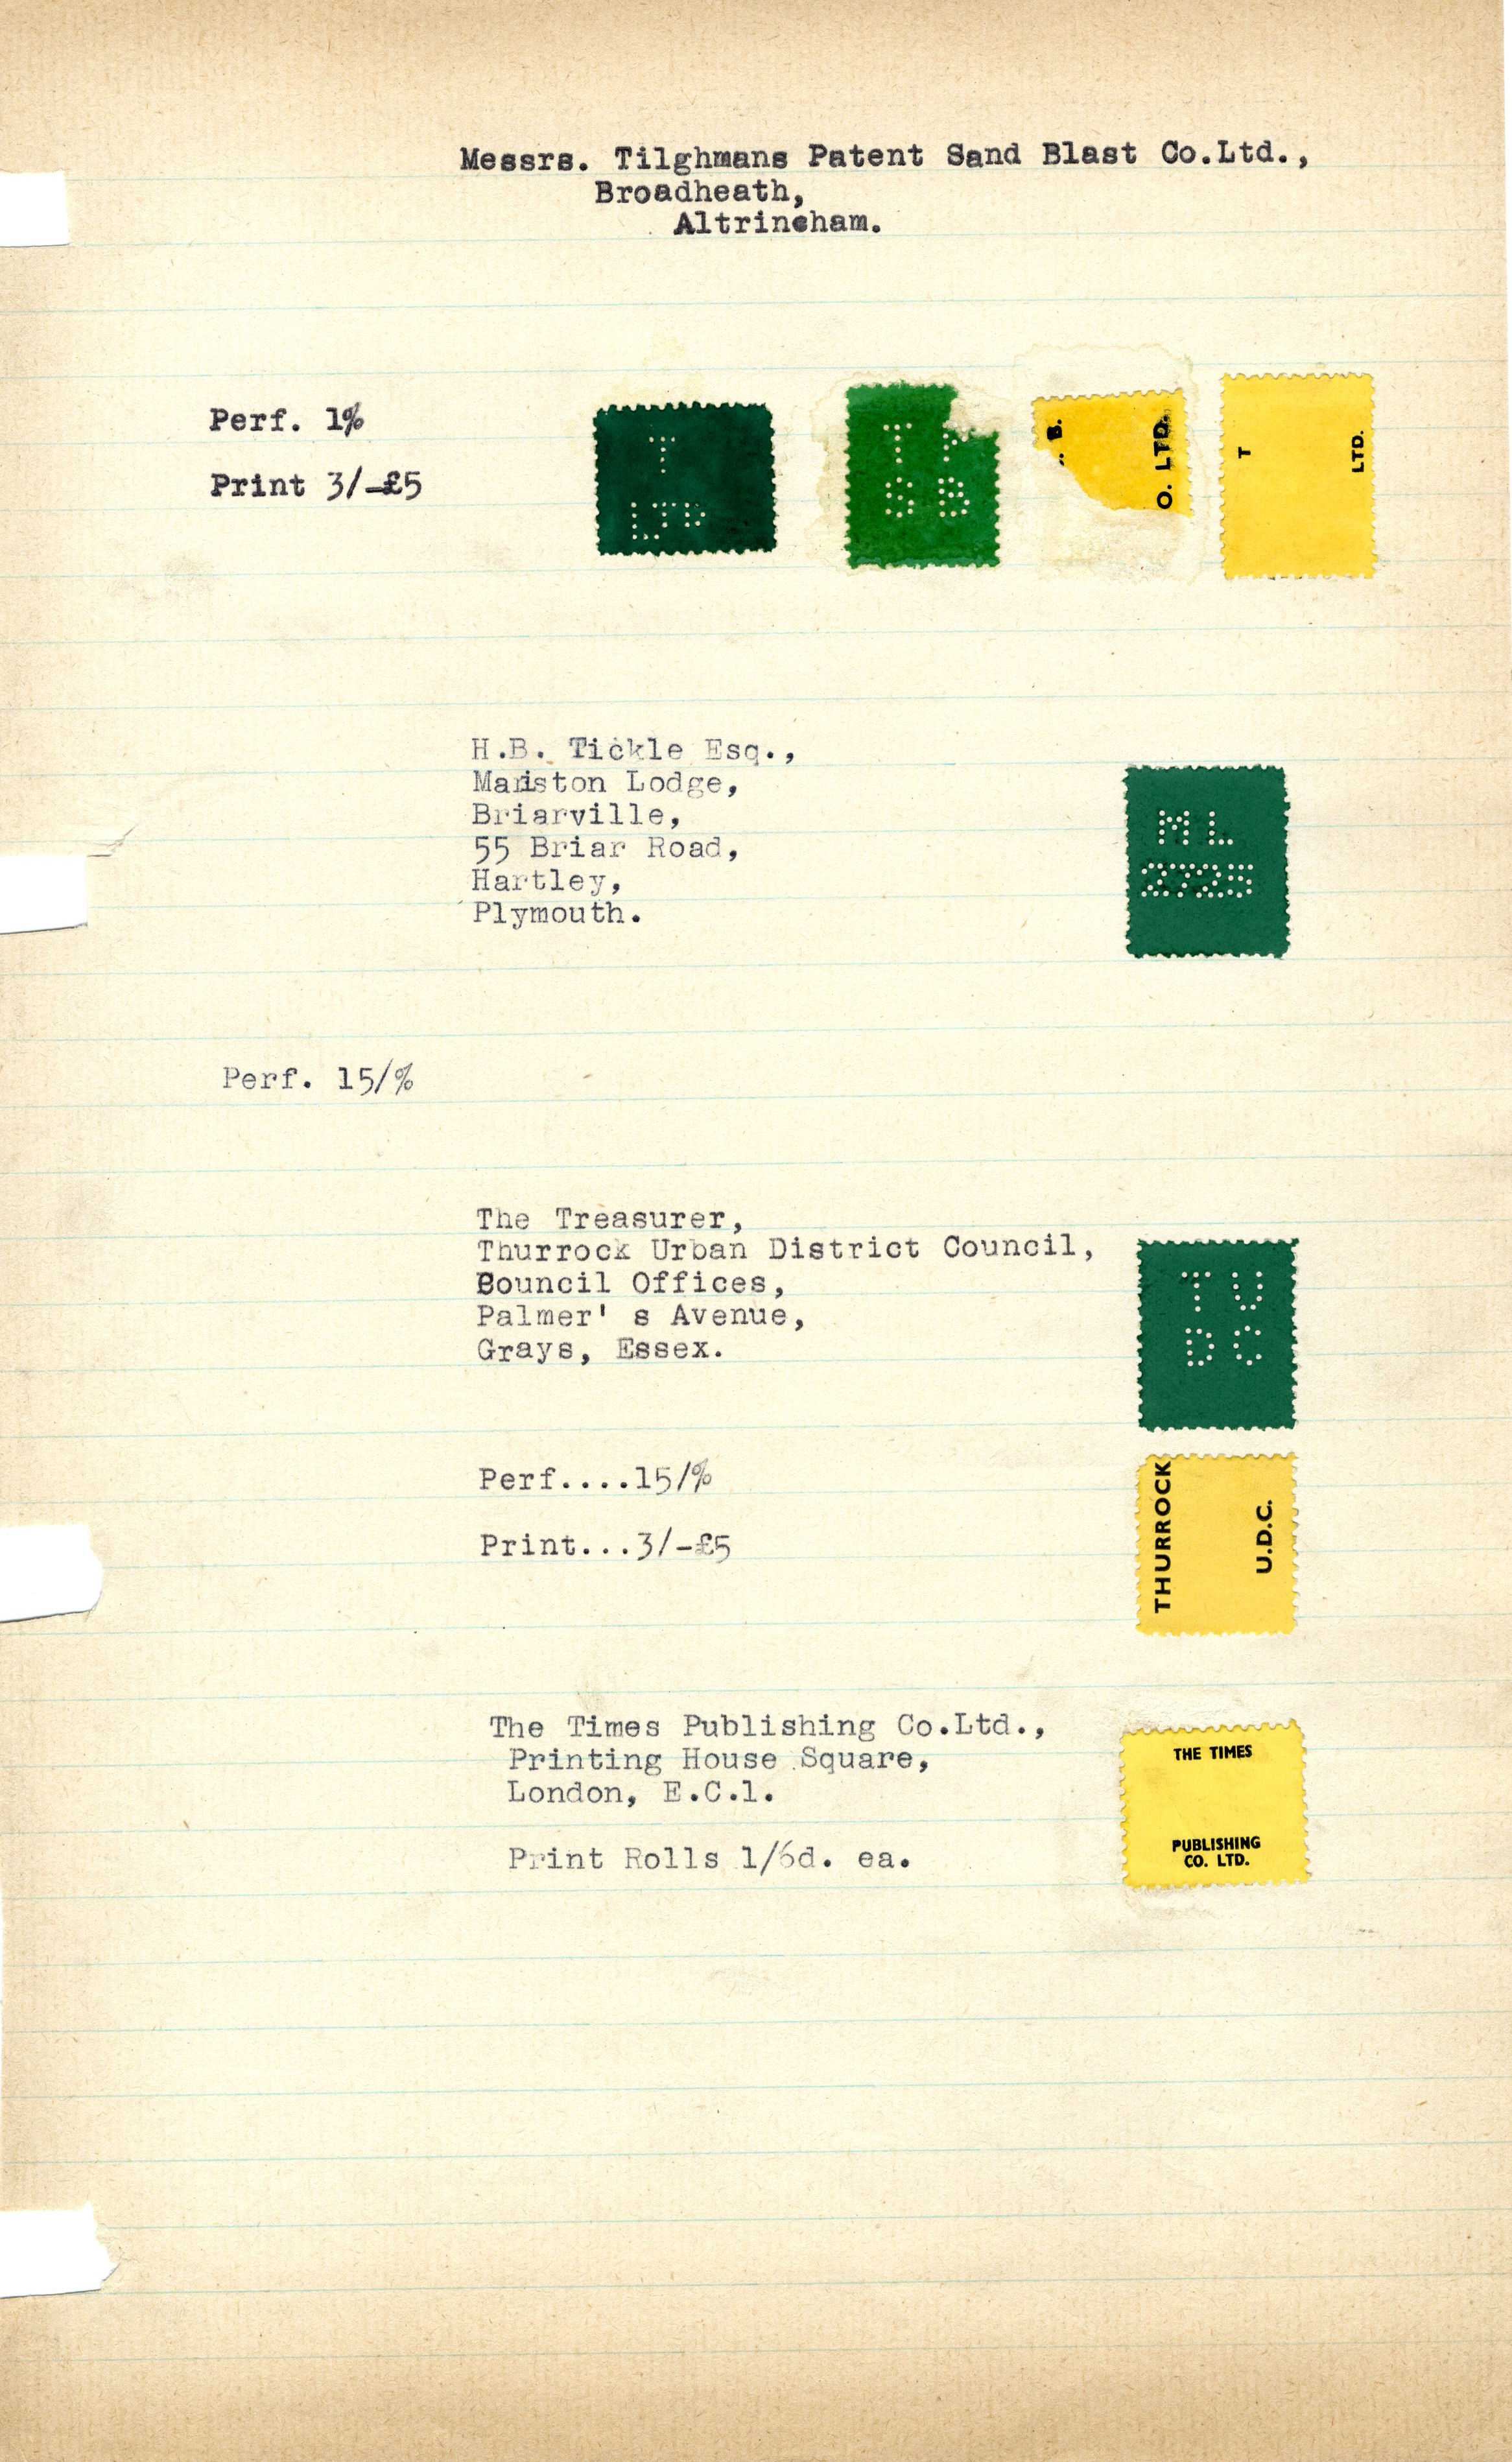 Messrs. Tilghmans Patent Sand Blast Co.Ltd.,
Broadheath,
Altrincham.
Perf. 1%
Print 3/-£5
T
LTD
T P
S B
B.
O. LTD.
T
LTD.
H.B. Tickle Esq.,
Lodge,
Briarville,
55 Briar Road,
Hartley,
Plymouth.
M L
2725
Perf. 15/%
The Treasurer,
Thurrock Urban District Council,
Council Offices,
Palmer' s Avenue,
Grays, Essex.
T U
D C
Perf....15/%
Print...3/-£5
THURROCK
U.D.C.
The Times Publishing Co.Ltd.,
Printing House Square,
London, E.C.1.
Print Rolls 1/6d. ea.
THE TIMES
PUBLISHING
CO. LTD.